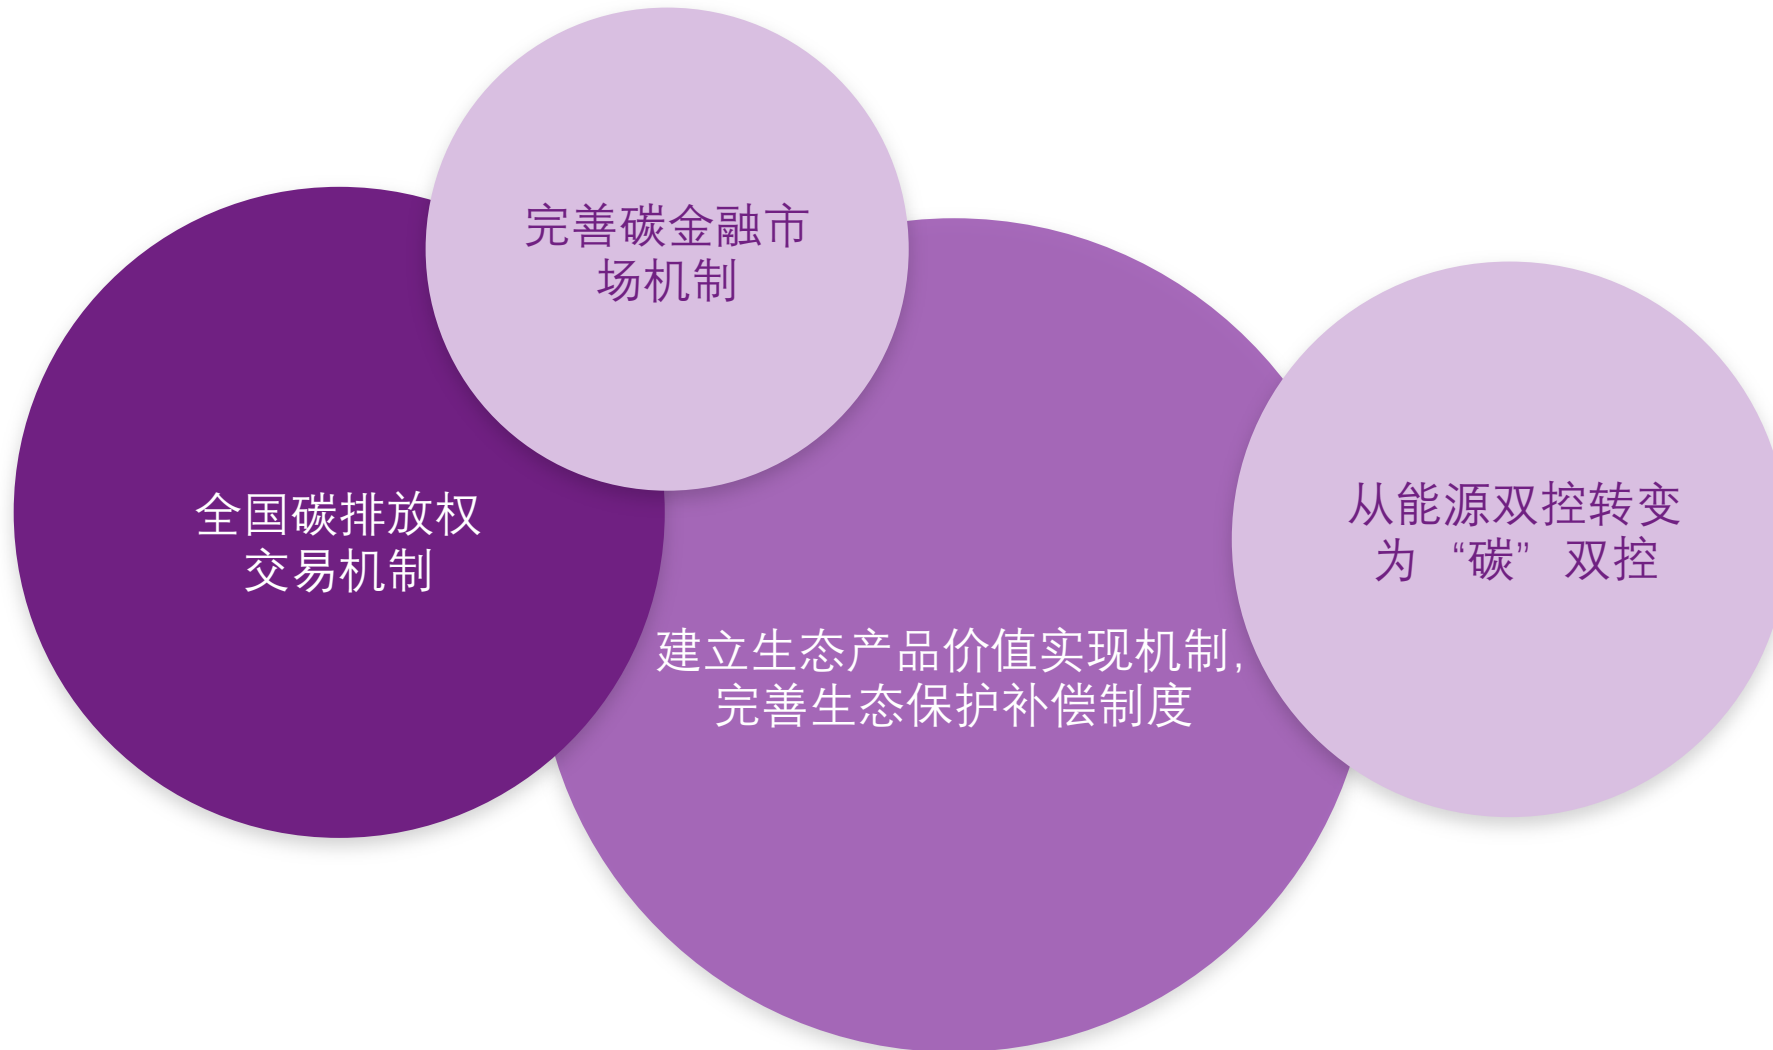 完善碳金融市
场机制
全国碳排放权
交易机制
从能源双控转变
为“碳”双控
建立生态产品价值实现机制,
完善生态保护补偿制度